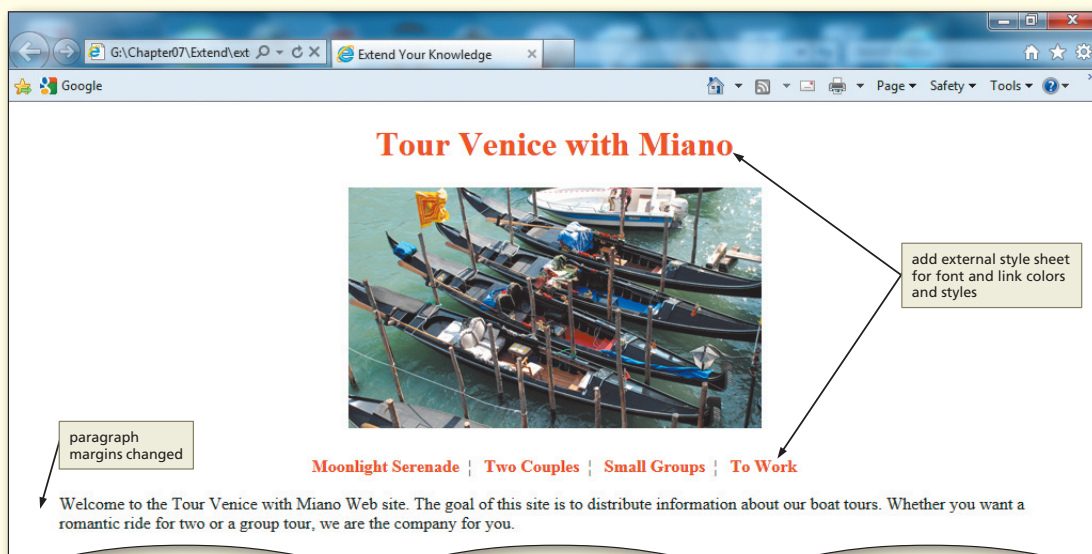 G:\Chapter07\Extend\ext
Extend Your Knowledge
Google
Page
Safety
Tools
Tour Venice with Miano
add external style sheet
for font and link colors
and styles
paragraph
margins changed
Moonlight Serenade ¦ Two Couples ¦ Small Groups ¦ To Work
Welcome to the Tour Venice with Miano Web site. The goal of this site is to distribute information about our boat tours. Whether you want a
romantic ride for two or a group tour, we are the company for you.